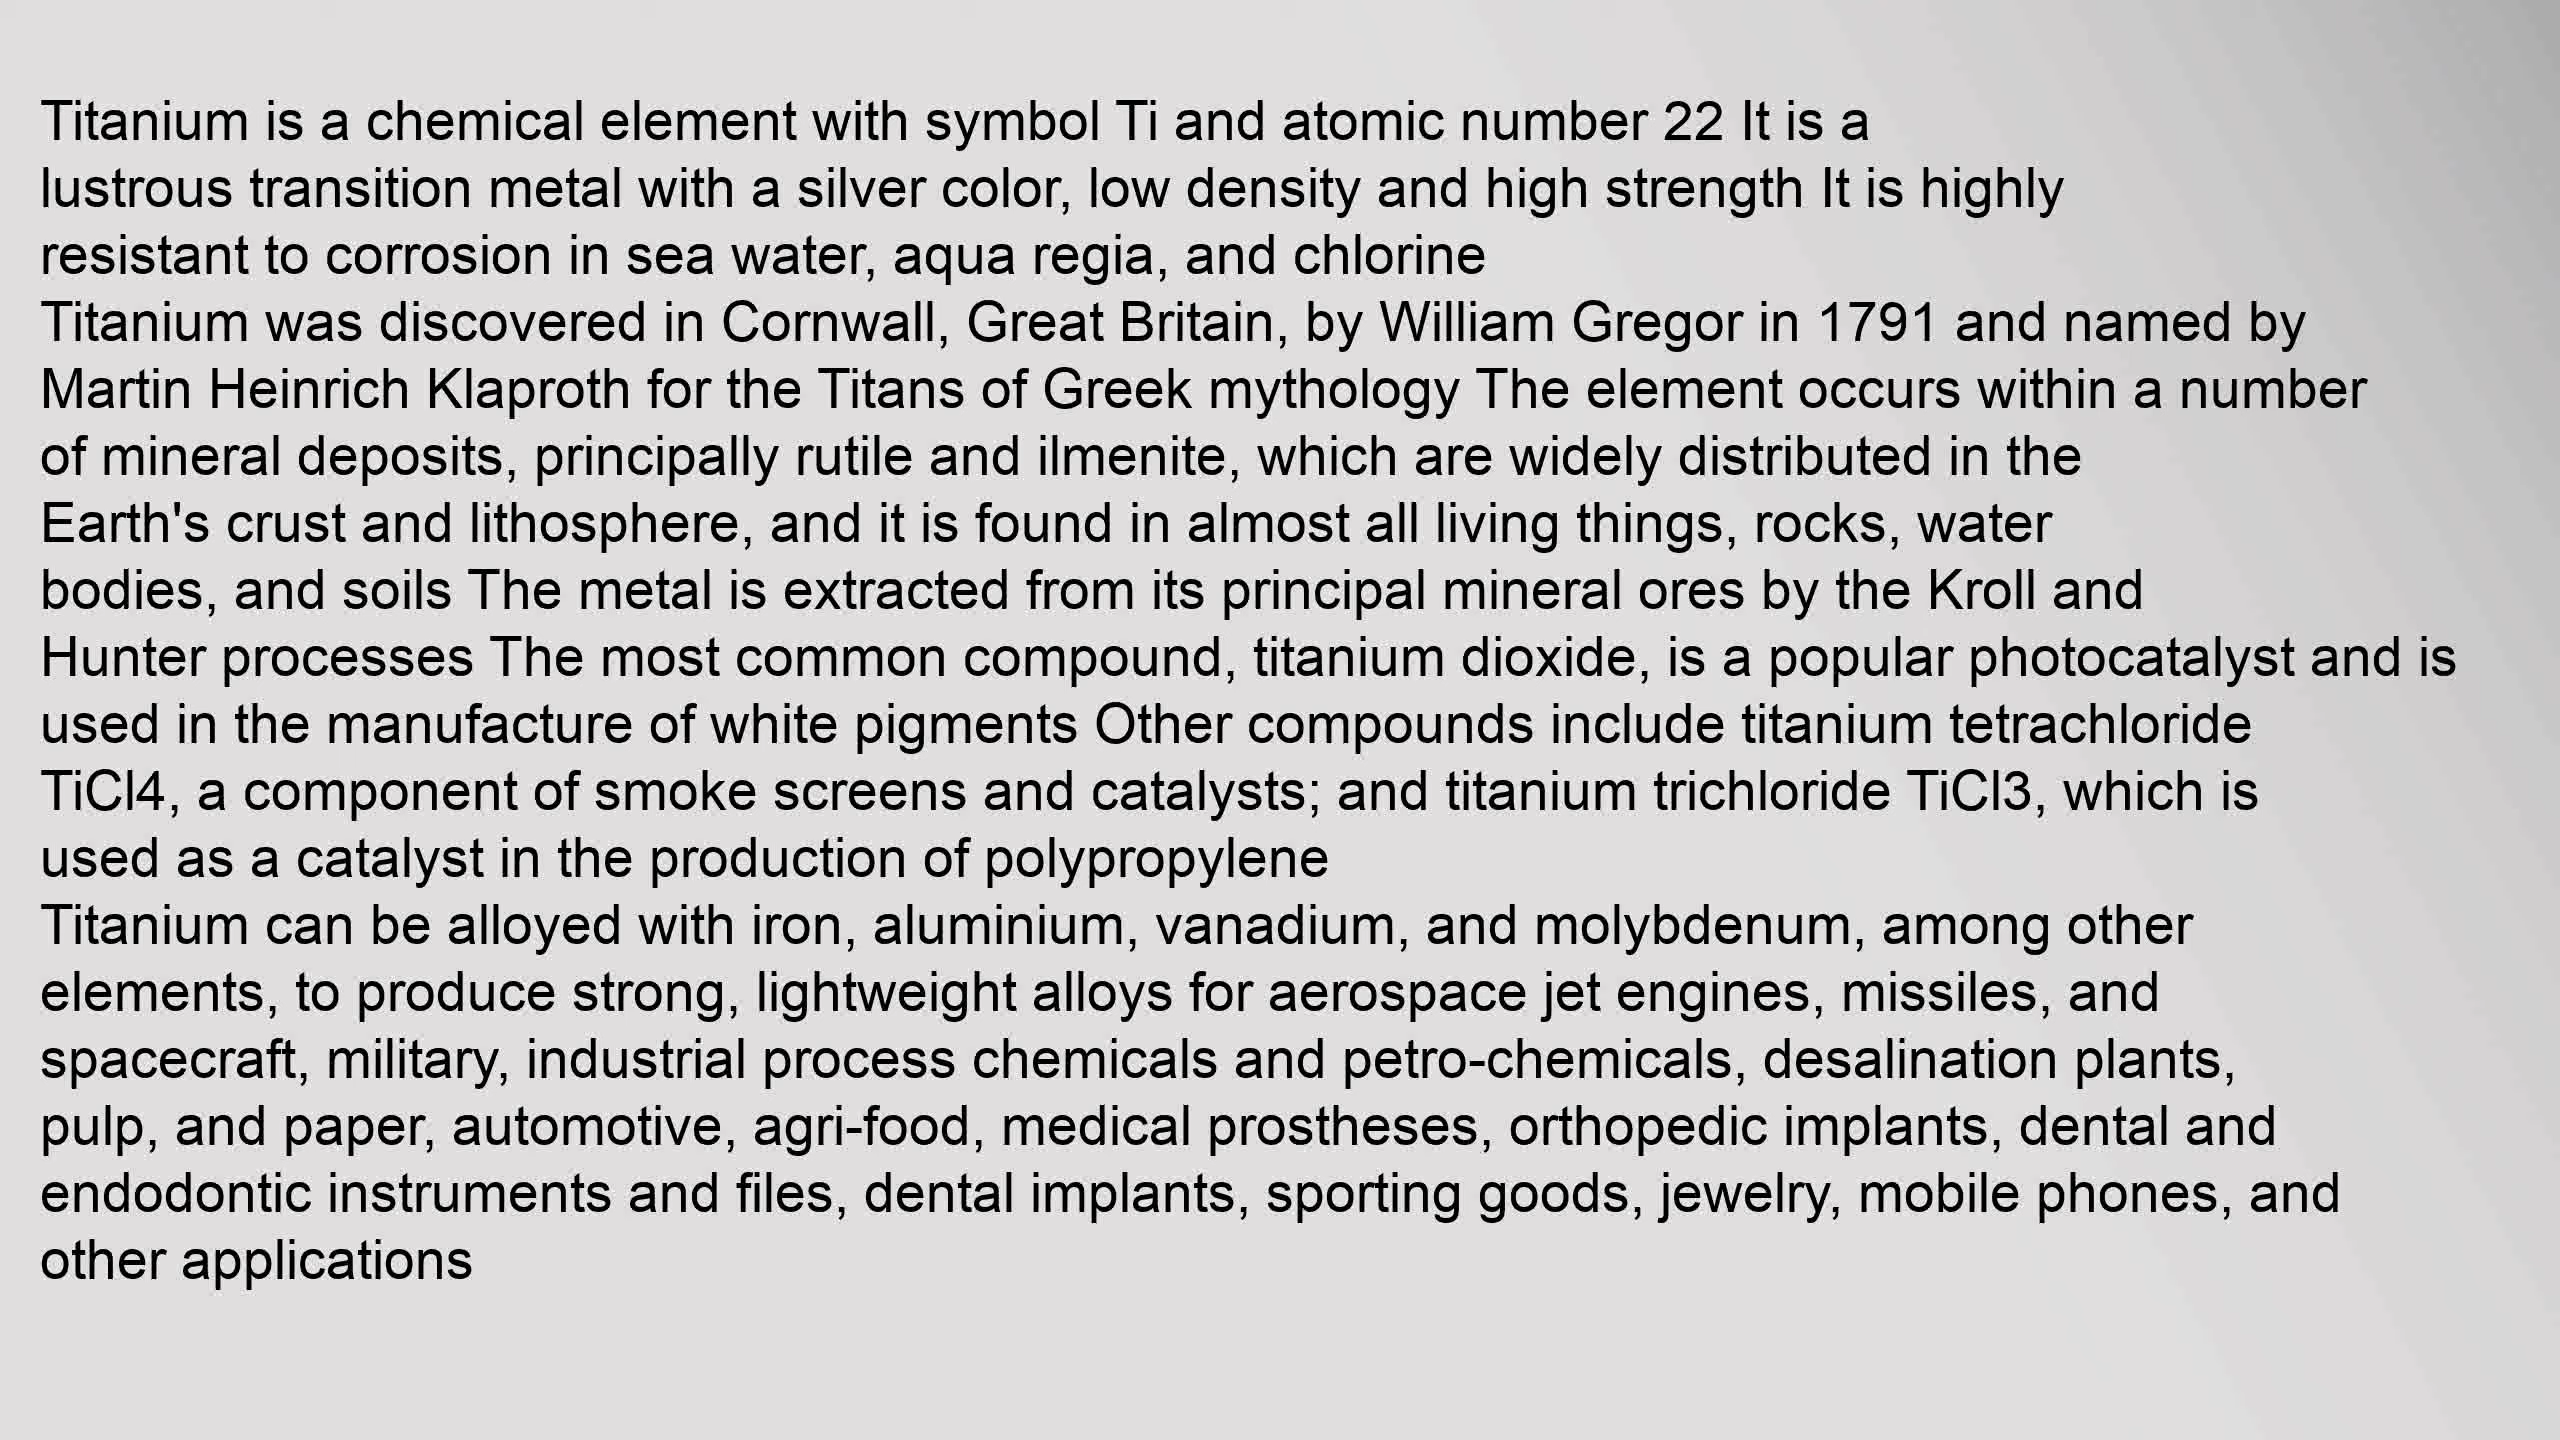 Titanium is a chemical element with symbol Ti and atomic number 22 It is a
lustrous transition metal with a silver color, low density and high strength It is highly
resistant to corrosion in sea water, aqua regia, and chlorine
Titanium was discovered in Cornwall, Great Britain, by William Gregor in 1791 and named by
Martin Heinrich Klaproth for the Titans of Greek mythology The element occurs within a number
of mineral deposits, principally rutile and ilmenite, which are widely distributed in the
Earth's crust and lithosphere, and it is found in almost all living things, rocks, water
bodies, and soils The metal is extracted from its principal mineral ores by the Kroll and
Hunter processes The most common compound, titanium dioxide, is a popular photocatalyst and is
used in the manufacture of white pigments Other compounds include titanium tetrachloride
TiCl4, a component of smoke screens and catalysts; and titanium trichloride TiCl3, which is
used as a catalyst in the production of polypropylene
Titanium can be alloyed with iron, aluminium, vanadium, and molybdenum, among other
elements, to produce strong, lightweight alloys for aerospace jet engines, missiles, and
spacecraft, military, industrial process chemicals and petro-chemicals, desalination plants,
pulp, and paper, automotive, agri-food, medical prostheses, orthopedic implants, dental and
endodontic instruments and files, dental implants, sporting goods, jewelry, mobile phones, and
other applications